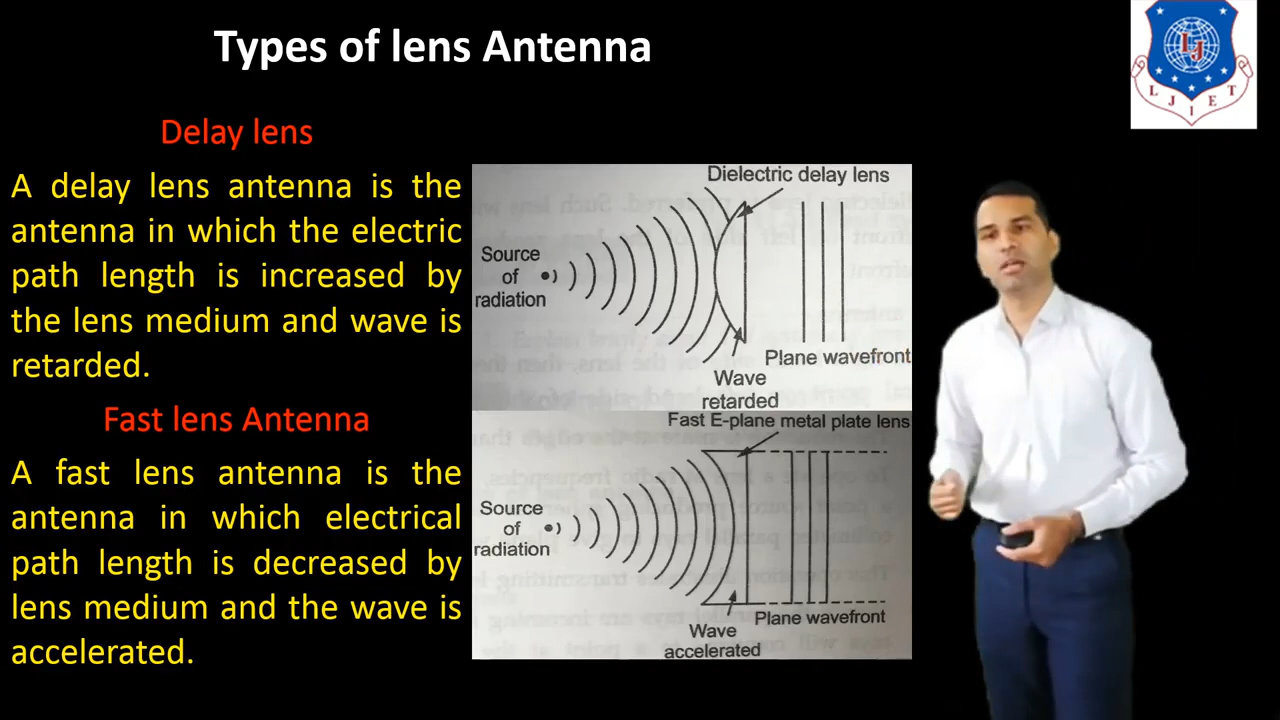 Types of lens Antenna
Delay lens
A delay lens antenna is the
antenna in which the electric
path length is increased by
the lens medium and wave is
retarded.
Fast lens Antenna
A fast lens antenna is the
antenna in which electrical
path length is decreased by
lens medium and the wave is
accelerated.
Dielectric delay lens
Source
of
radiation
Plane wavefront
Wave
retarded
Fast E-plane metal plate lens
Source
of
radiation
Plane wavefront
Wave
accelerated
LJ
LJIET